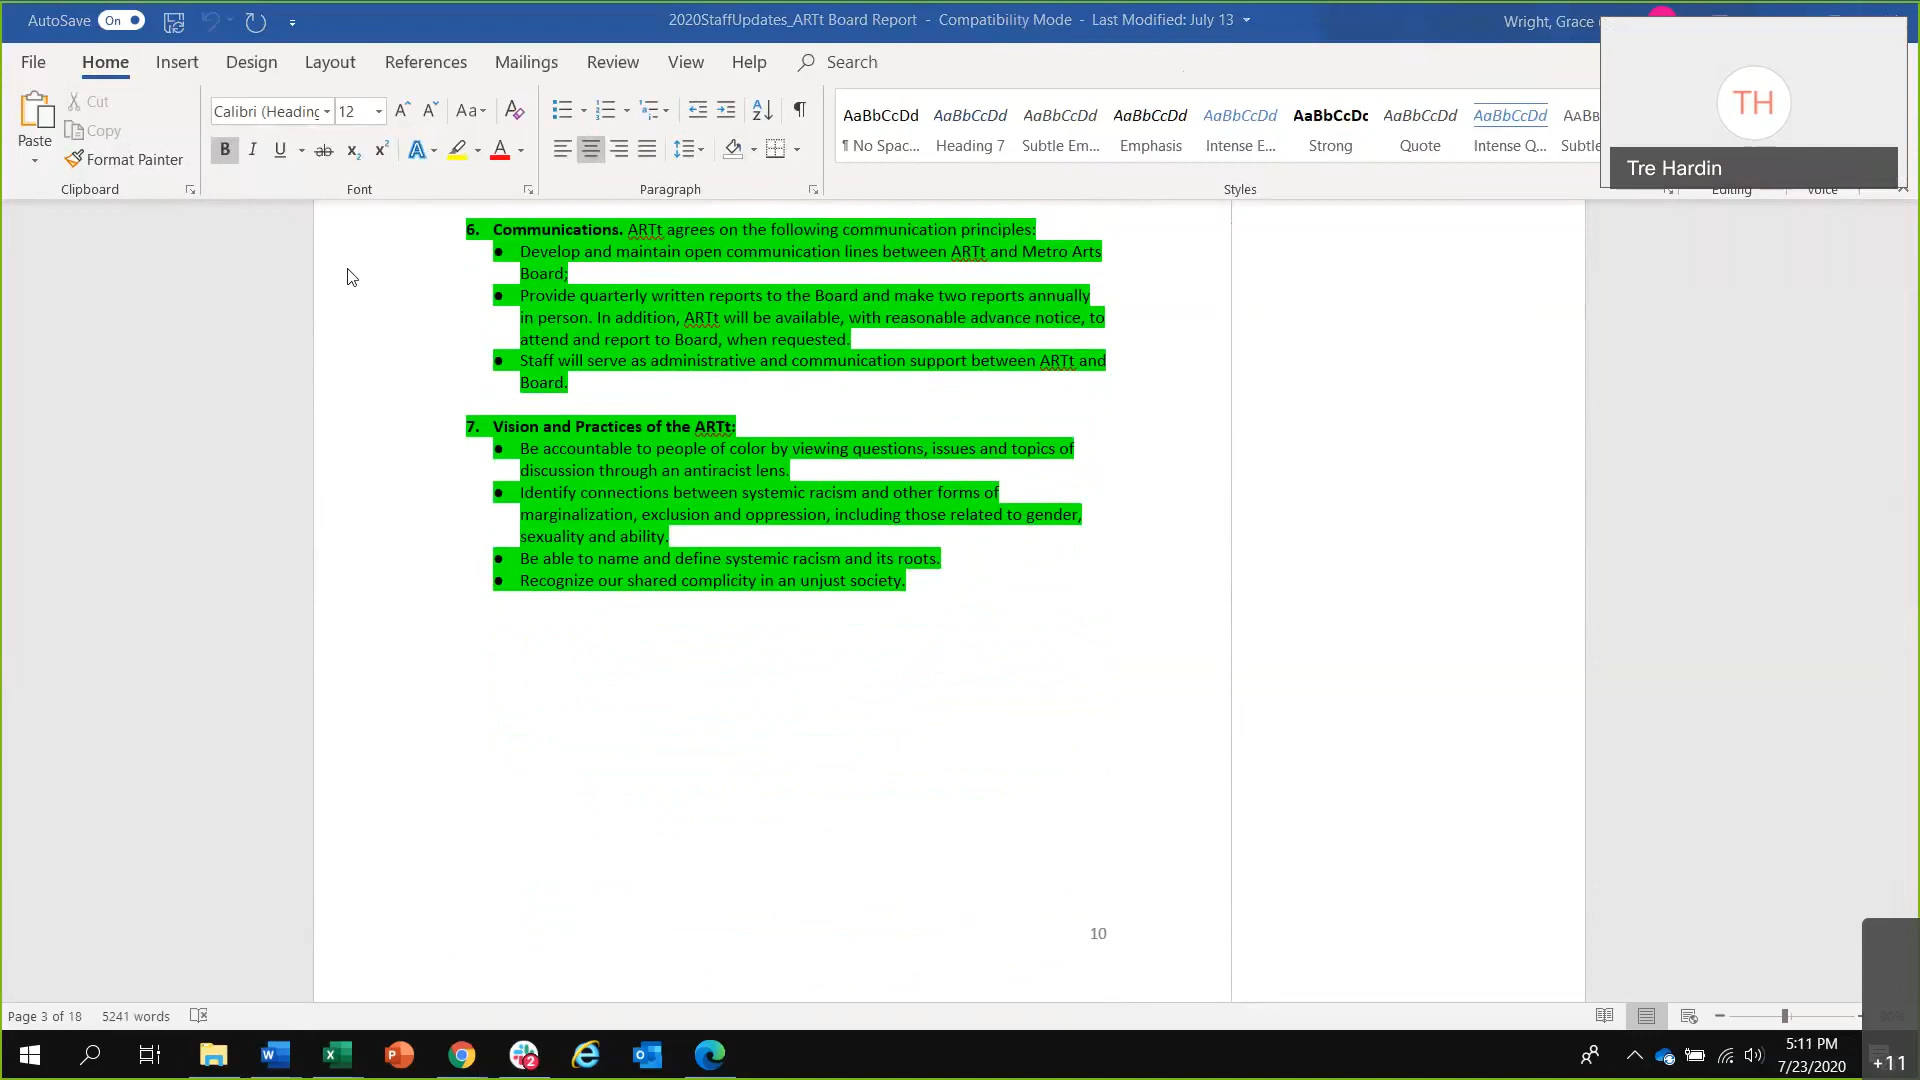 AutoSave On 2020StaffUpdates_ARTt Board Report - Compatibility Mode - Last Modified: July 13 Wright, Grace
File Home Insert Design Layout References Mailings Review View Help Search
TH
Tre Hardin
Cut
Copy
Paste
Format Painter
Clipboard
Calibri (Heading 12
Aa
B I U ab x2 x2 A A
Font
Paragraph
AaBbCcDd AaBbCcDd AaBbCcDd AaBbCcDd AaBbCcDd AaBbCcDc AaBbCcDd AaBbCcDd AaBb
¶ No Spac... Heading 7 Subtle Em... Emphasis Intense E... Strong Quote Intense Q... Subtle
Styles
Editing Voice
6. Communications. ARTt agrees on the following communication principles:
● Develop and maintain open communication lines between ARTt and Metro Arts
Board;
● Provide quarterly written reports to the Board and make two reports annually
in person. In addition, ARTt will be available, with reasonable advance notice, to
attend and report to Board, when requested.
● Staff will serve as administrative and communication support between ARTt and
Board.
7. Vision and Practices of the ARTt:
● Be accountable to people of color by viewing questions, issues and topics of
discussion through an antiracist lens.
● Identify connections between systemic racism and other forms of
marginalization, exclusion and oppression, including those related to gender,
sexuality and ability.
● Be able to name and define systemic racism and its roots.
● Recognize our shared complicity in an unjust society.
10
Page 3 of 18 5241 words
5:11 PM
7/23/2020
+11